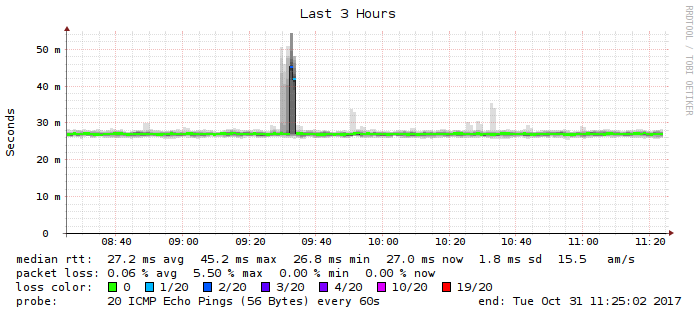 Last 3 Hours
RRDTOOL / TOBI OETIKER
Seconds
50 m
40 m
30 m
20 m
10 m
0
08:40 09:00 09:20 09:40 10:00 10:20 10:40 11:00 11:20
median rtt: 27.2 ms avg 45.2 ms max 26.8 ms min 27.0 ms now 1.8 ms sd 15.5 am/s
packet loss: 0.06 % avg 5.50 % max 0.00 % min 0.00 % now
loss color: 0 1/20 2/20 3/20 4/20 10/20 19/20
probe: 20 ICMP Echo Pings (56 Bytes) every 60s end: Tue Oct 31 11:25:02 2017